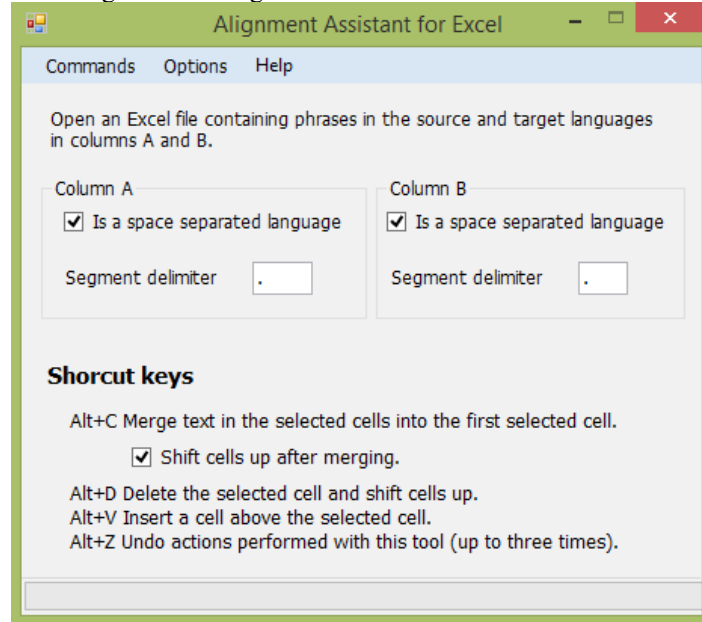 Alignment Assistant for Excel
Commands Options Help
Open an Excel file containing phrases in the source and target languages
in columns A and B.
Column A
Is a space separated language
Segment delimiter .
Column B
Is a space separated language
Segment delimiter .
Shorcut keys
Alt+C Merge text in the selected cells into the first selected cell.
Shift cells up after merging.
Alt+D Delete the selected cell and shift cells up.
Alt+V Insert a cell above the selected cell.
Alt+Z Undo actions performed with this tool (up to three times).